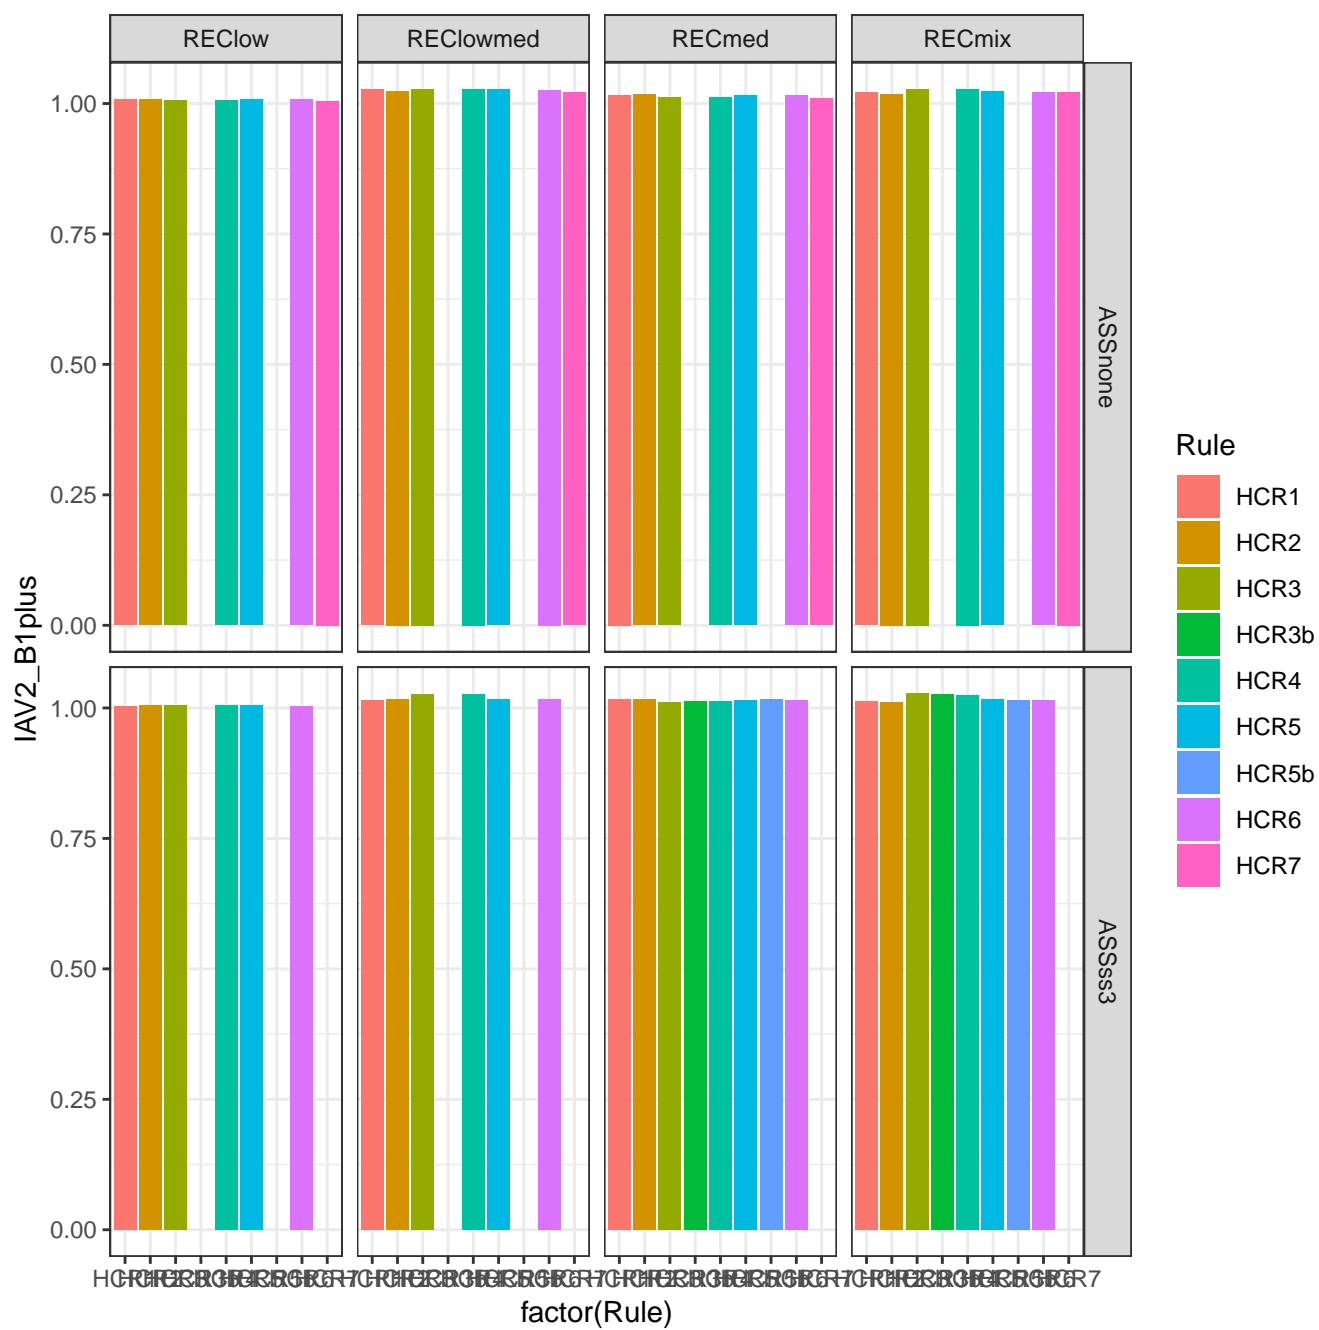 REClow
REClowmed
RECmed
RECmix
1.00
0.75
0.50
0.25
0.00
ASSnone
1.00
0.75
0.50
0.25
0.00
ASSss3
IAV2_B1plus
factor(Rule)
Rule
HCR1
HCR2
HCR3
HCR3b
HCR4
HCR5
HCR5b
HCR6
HCR7